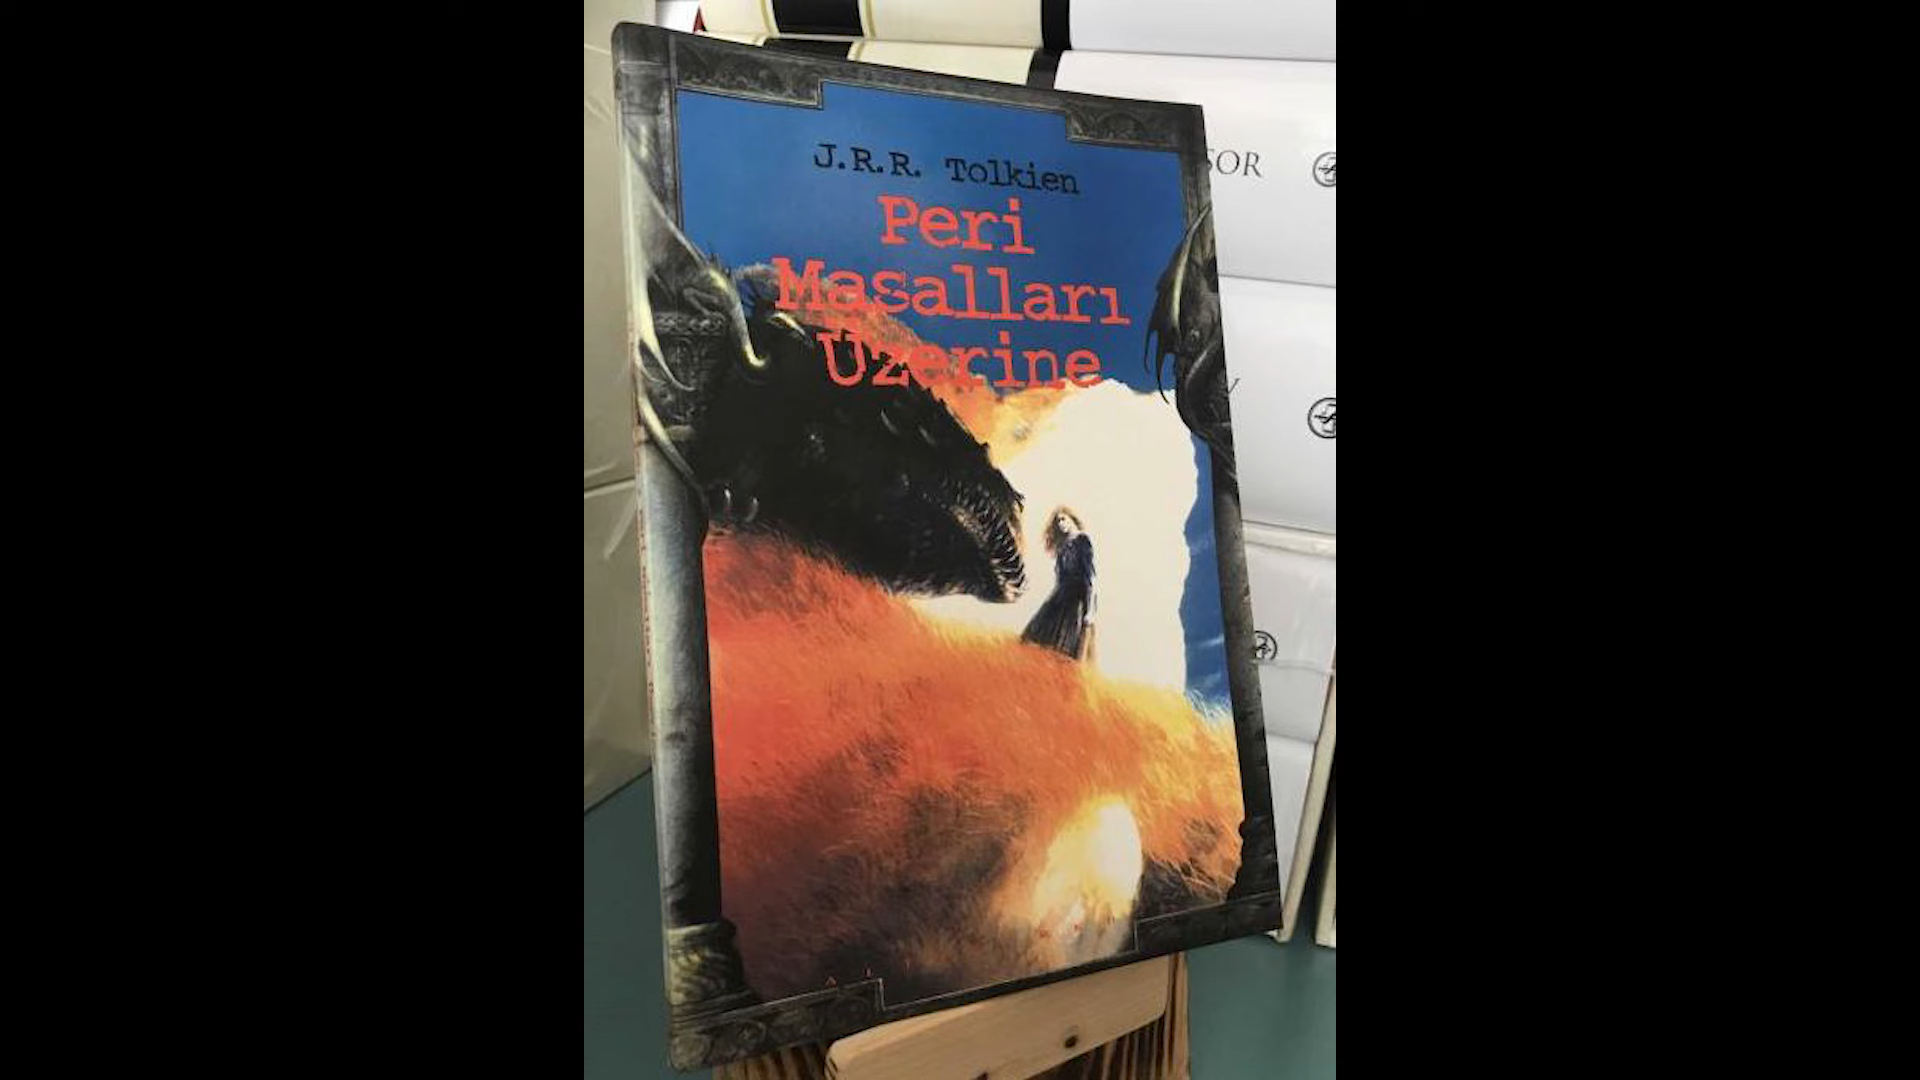 J.R.R. Tolkien
Peri
Masalları
Üzerine
SOR